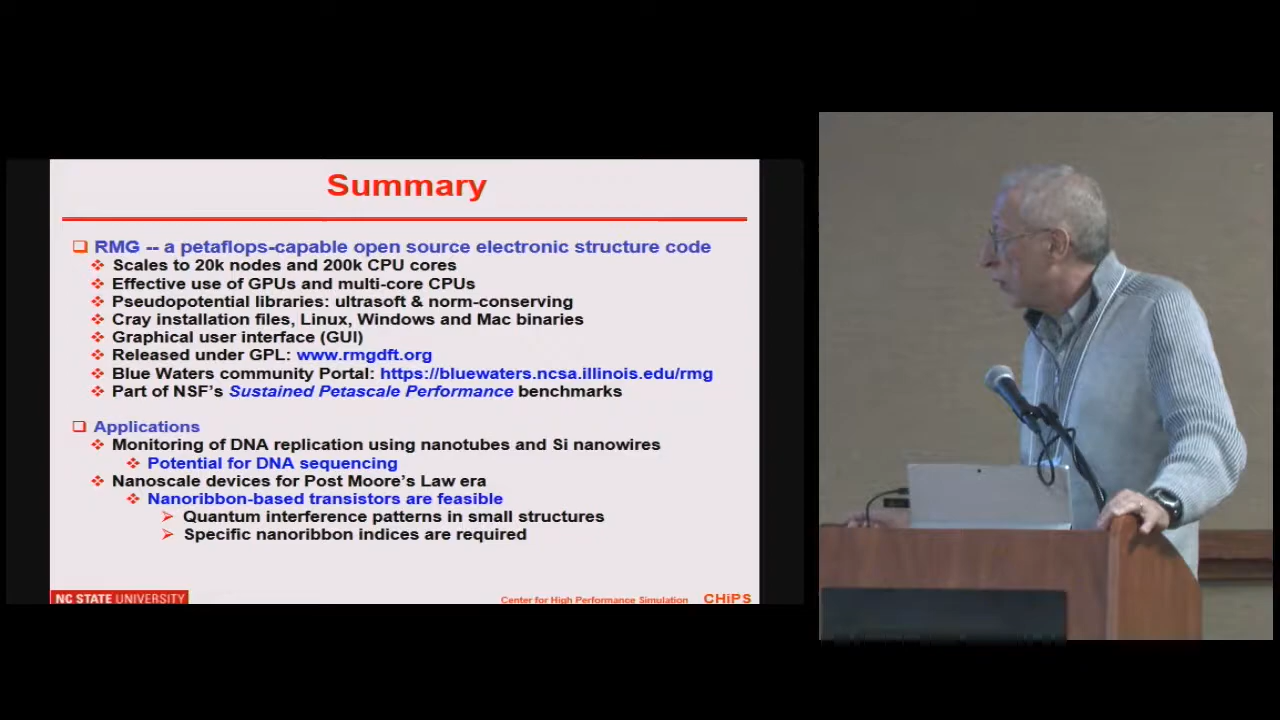 Summary
RMG -- a petaflops-capable open source electronic structure code
Scales to 20k nodes and 200k CPU cores
Effective use of GPUs and multi-core CPUs
Pseudopotential libraries: ultrasoft & norm-conserving
Cray installation files, Linux, Windows and Mac binaries
Graphical user interface (GUI)
Released under GPL: www.rmgdft.org
Blue Waters community Portal: https://bluewaters.ncsa.illinois.edu/rmg
Part of NSF's Sustained Petascale Performance benchmarks
Applications
Monitoring of DNA replication using nanotubes and Si nanowires
Potential for DNA sequencing
Nanoscale devices for Post Moore's Law era
Nanoribbon-based transistors are feasible
Quantum interference patterns in small structures
Specific nanoribbon indices are required
NC STATE UNIVERSITY
Center for High Performance Simulation CHiPS